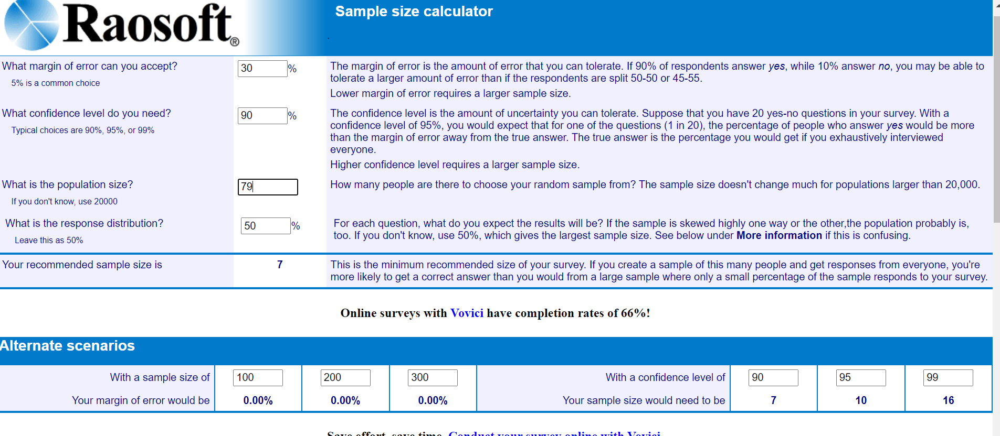 Raosoft®
Sample size calculator
.
What margin of error can you accept?
5% is a common choice
30 %
The margin of error is the amount of error that you can tolerate. If 90% of respondents answer yes, while 10% answer no, you may be able to
tolerate a larger amount of error than if the respondents are split 50-50 or 45-55.
Lower margin of error requires a larger sample size.
What confidence level do you need?
Typical choices are 90%, 95%, or 99%
90 %
The confidence level is the amount of uncertainty you can tolerate. Suppose that you have 20 yes-no questions in your survey. With a
confidence level of 95%, you would expect that for one of the questions (1 in 20), the percentage of people who answer yes would be more
than the margin of error away from the true answer. The true answer is the percentage you would get if you exhaustively interviewed
everyone.
Higher confidence level requires a larger sample size.
What is the population size?
If you don't know, use 20000
79
How many people are there to choose your random sample from? The sample size doesn't change much for populations larger than 20,000.
What is the response distribution?
Leave this as 50%
50 %
For each question, what do you expect the results will be? If the sample is skewed highly one way or the other,the population probably is,
too. If you don't know, use 50%, which gives the largest sample size. See below under More information if this is confusing.
Your recommended sample size is
7
This is the minimum recommended size of your survey. If you create a sample of this many people and get responses from everyone, you're
more likely to get a correct answer than you would from a large sample where only a small percentage of the sample responds to your survey.
Online surveys with Vovici have completion rates of 66%!
Alternate scenarios
With a sample size of 100 200 300 With a confidence level of 90 95 99
Your margin of error would be 0.00% 0.00% 0.00% Your sample size would need to be 7 10 16
Save effort, save time. Conduct your survey online with Vovici